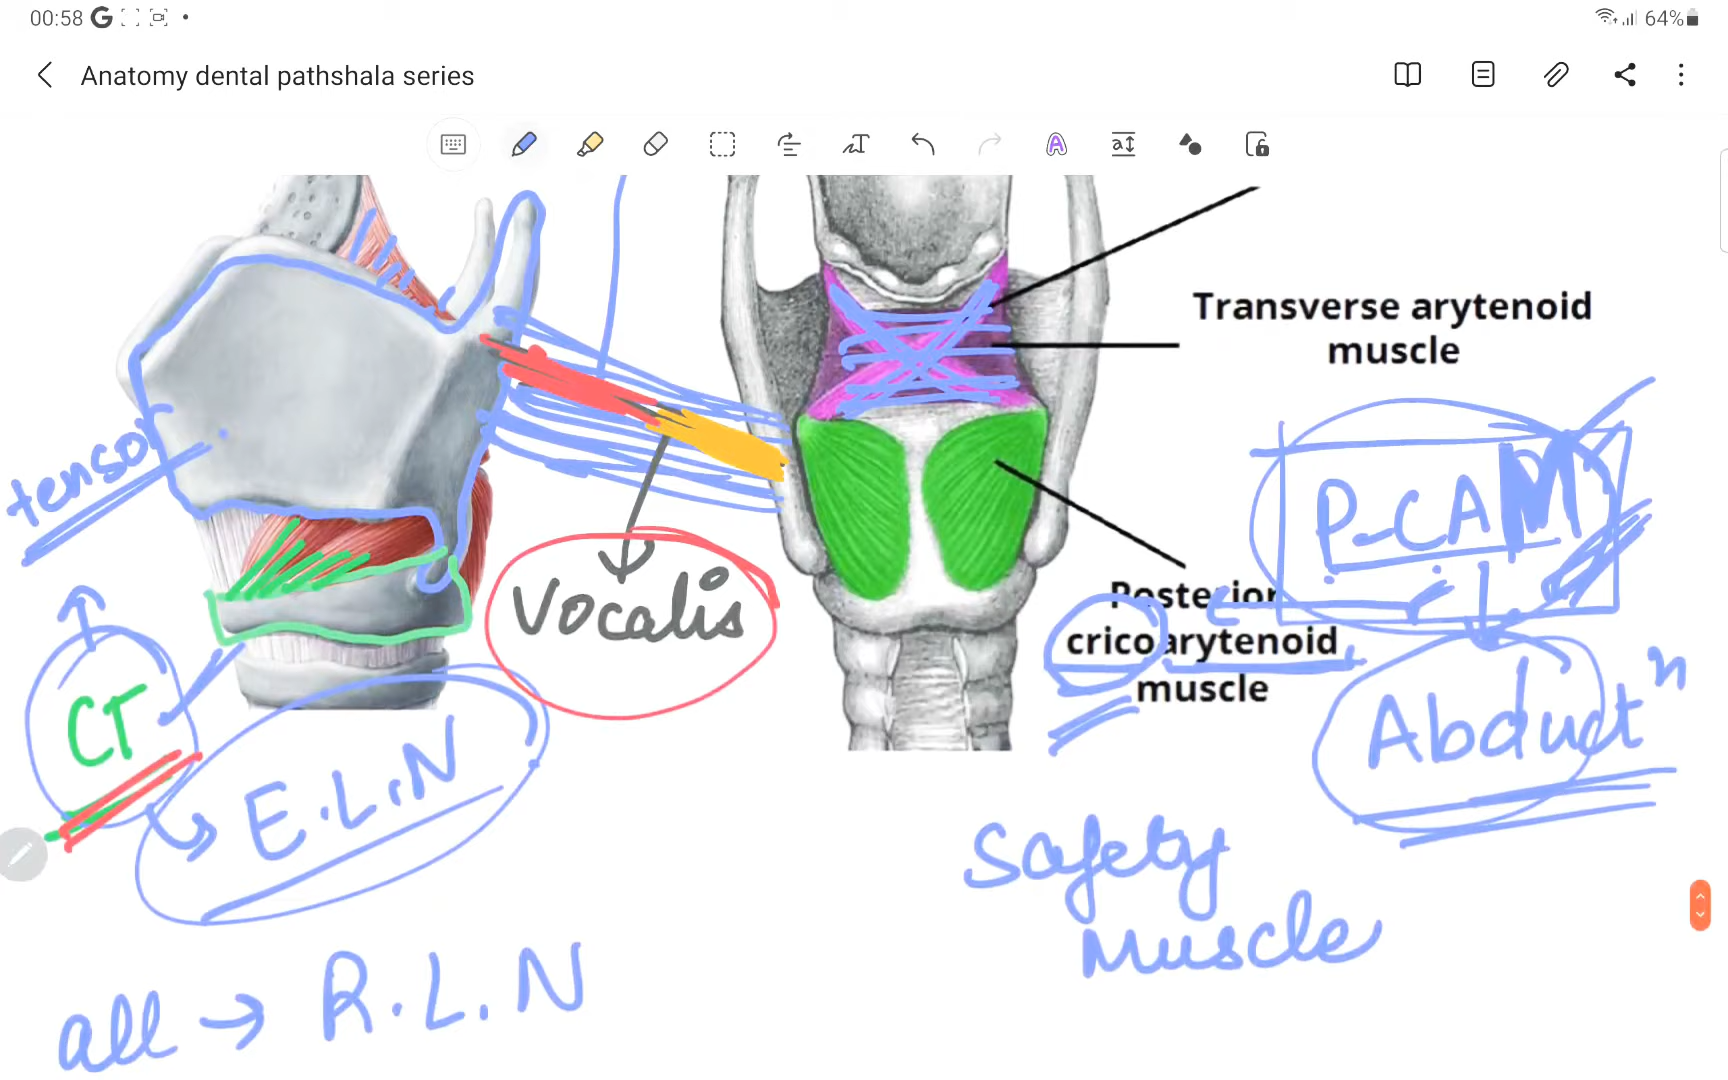 00:58 G
64%
Anatomy dental pathshala series
Transverse arytenoid
muscle
tensor
P-CAM
Posterior
cricoarytenoid
muscle
Vocalis
CT
E.L.N
Abductⁿ
Safety
Muscle
all → R.L.N